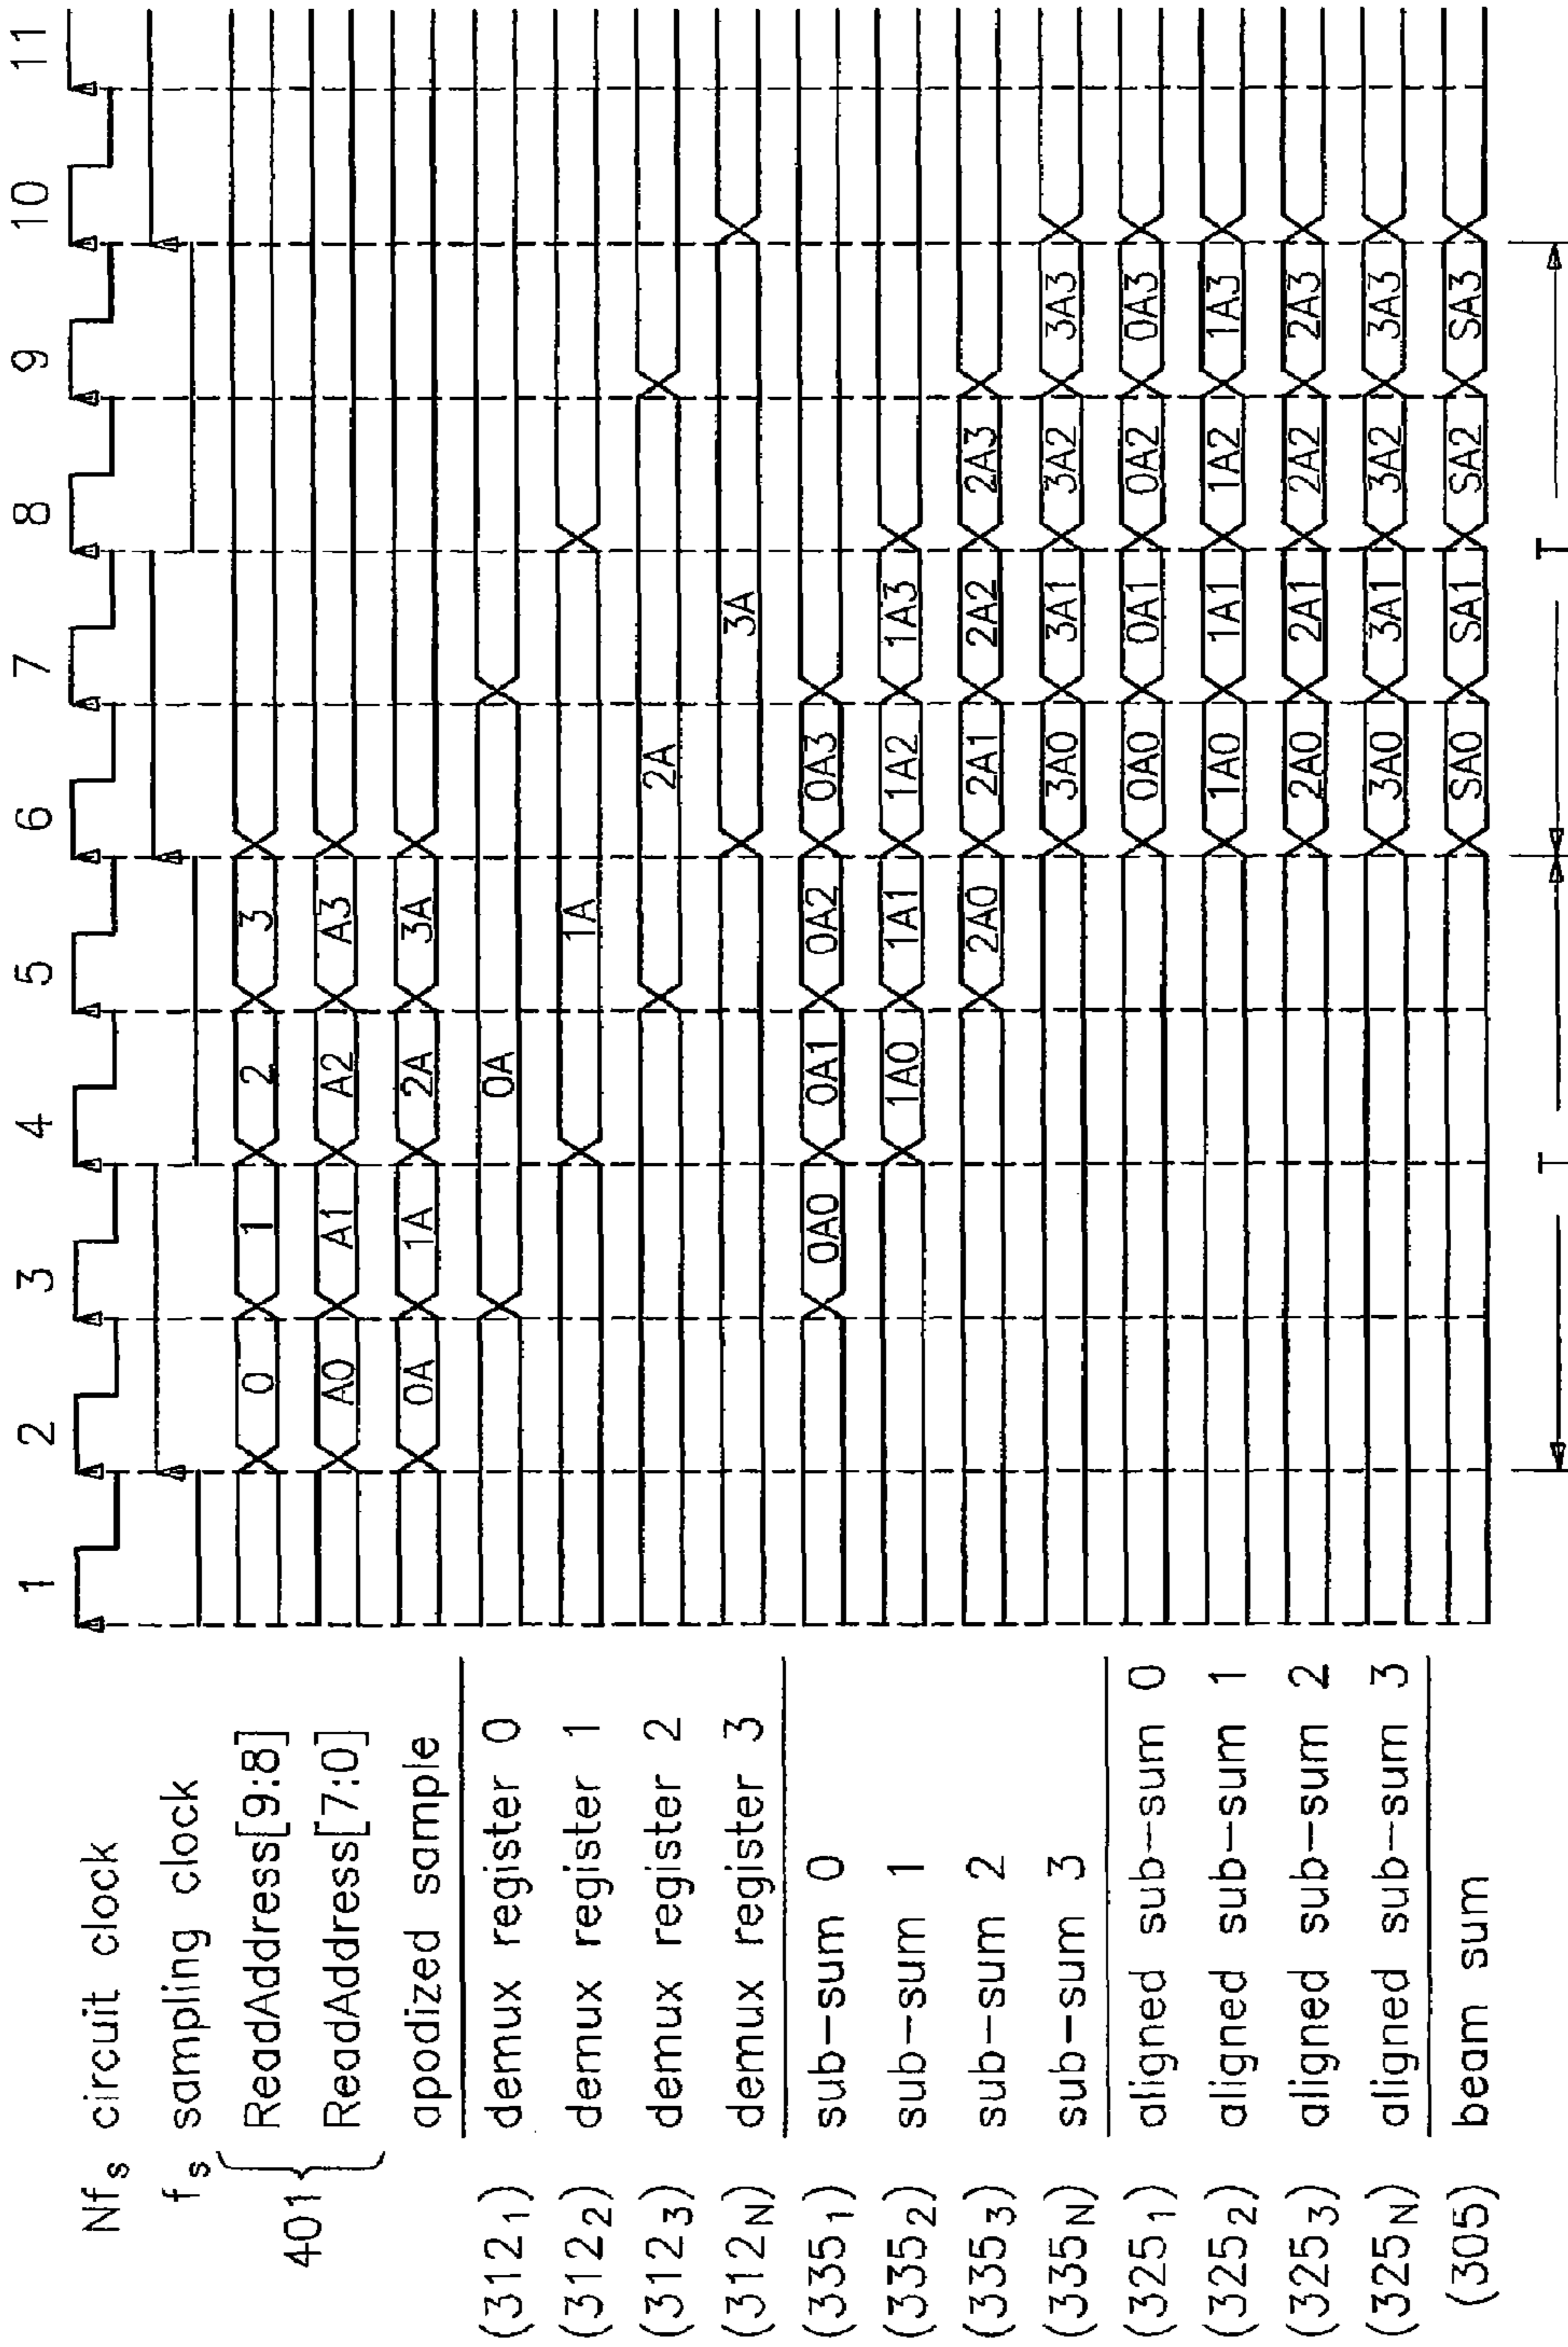 1 2 3 4 5 6 7 8 9 10 11
Nfs circuit clock
fs sampling clock
401
ReadAddress[9:8] 0 1 2 3
ReadAddress[7:0] A0 A1 A2 A3
apodized sample 0A 1A 2A 3A
(312₁) demux register 0 0A
(312₂) demux register 1 1A
(312₃) demux register 2 2A
(312N) demux register 3 3A
(335₁) sub-sum 0 0A0 0A1 0A2 0A3
(335₂) sub-sum 1 1A0 1A1 1A2 1A3
(335₃) sub-sum 2 2A0 2A1 2A2 2A3
(335N) sub-sum 3 3A0 3A1 3A2 3A3
(325₁) aligned sub-sum 0 0A0 0A1 0A2 0A3
(325₂) aligned sub-sum 1 1A0 1A1 1A2 1A3
(325₃) aligned sub-sum 2 2A0 2A1 2A2 2A3
(325N) aligned sub-sum 3 3A0 3A1 3A2 3A3
(305) beam sum SA0 SA1 SA2 SA3
T T